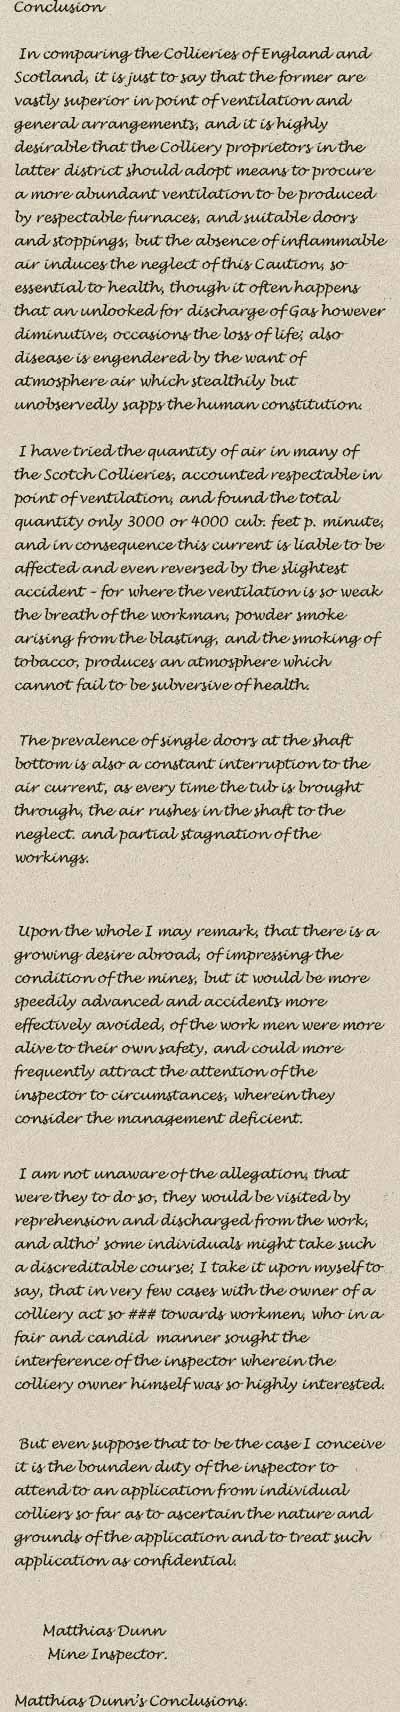 Conclusion
In comparing the Collieries of England and
Scotland, it is just to say that the former are
vastly superior in point of ventilation and
general arrangements, and it is highly
desirable that the Colliery proprietors in the
latter district should adopt means to procure
a more abundant ventilation to be produced
by respectable furnaces, and suitable doors
and stoppings, but the absence of inflammable
air induces the neglect of this Caution, so
essential to health, though it often happens
that an unlooked for discharge of Gas however
diminutive, occasions the loss of life; also
disease is engendered by the want of
atmosphere air which stealthily but
unobservedly sapps the human constitution.
I have tried the quantity of air in many of
the Scotch Collieries, accounted respectable in
point of ventilation, and found the total
quantity only 3000 or 4000 cub. feet p. minute,
and in consequence this current is liable to be
affected and even reversed by the slightest
accident - for where the ventilation is so weak
the breath of the workman, powder smoke
arising from the blasting, and the smoking of
tobacco, produces an atmosphere which
cannot fail to be subversive of health.
The prevalence of single doors at the shaft
bottom is also a constant interruption to the
air current, as every time the tub is brought
through, the air rushes in the shaft to the
neglect. and partial stagnation of the
workings.
Upon the whole I may remark, that there is a
growing desire abroad, of impressing the
condition of the mines, but it would be more
speedily advanced and accidents more
effectively avoided, of the work men were more
alive to their own safety, and could more
frequently attract the attention of the
inspector to circumstances, wherein they
consider the management deficient.
I am not unaware of the allegation, that
were they to do so, they would be visited by
reprehension and discharged from the work,
and altho' some individuals might take such
a discreditable course; I take it upon myself to
say, that in very few cases with the owner of a
colliery act so ### towards workmen, who in a
fair and candid manner sought the
interference of the inspector wherein the
colliery owner himself was so highly interested.
But even suppose that to be the case I conceive
it is the bounden duty of the inspector to
attend to an application from individual
colliers so far as to ascertain the nature and
grounds of the application and to treat such
application as confidential.
Matthias Dunn
Mine Inspector.
Matthias Dunn's Conclusions.